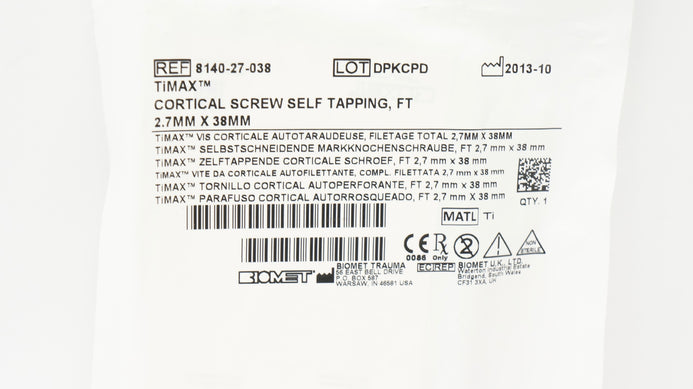 REF 8140-27-038 LOT DPKCPD 2013-10
TiMAX™
CORTICAL SCREW SELF TAPPING, FT
2.7MM X 38MM
TiMAX™ VIS CORTICALE AUTOTARAUDEUSE, FILETAGE TOTAL 2,7MM X 38MM
TiMAX™ SELBSTSCHNEIDENDE MARKKNOCHENSCHRAUBE, FT 2,7 mm x 38 mm
TiMAX™ ZELFTAPPENDE CORTICALE SCHROEF, FT 2,7 mm x 38 mm
TiMAX™ VITE DA CORTICALE AUTOFILETTANTE, COMPL. FILETTATA 2,7 mm x 38 mm
TiMAX™ TORNILLO CORTICAL AUTOPERFORANTE, FT 2,7 mm x 38 mm
TiMAX™ PARAFUSO CORTICAL AUTORROSQUEADO, FT 2,7 mm x 38 mm
QTY. 1
MATL Ti
CE 0086 Rx Only 2 NON STERILE
BIOMET
BIOMET TRAUMA
56 EAST BELL DRIVE
P.O. BOX 587
WARSAW, IN 46581 USA
EC REP BIOMET U.K. LTD.
Waterton Industrial Estate
Bridgend, South Wales
CF31 3XA, UK